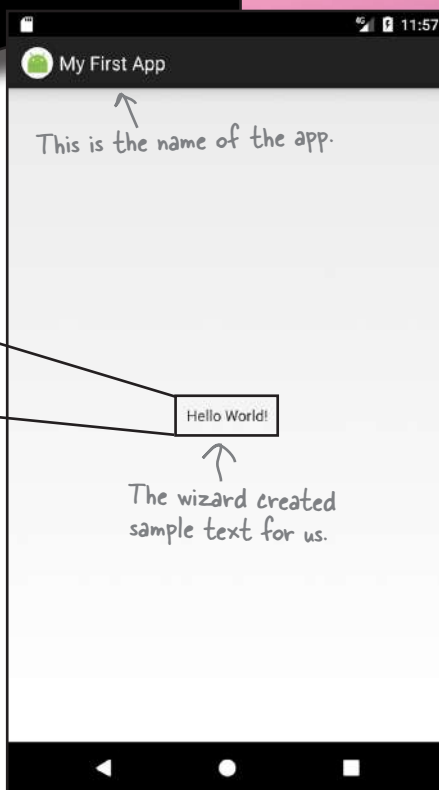 4G 11:57
My First App
This is the name of the app.
Hello World!
The wizard created
sample text for us.